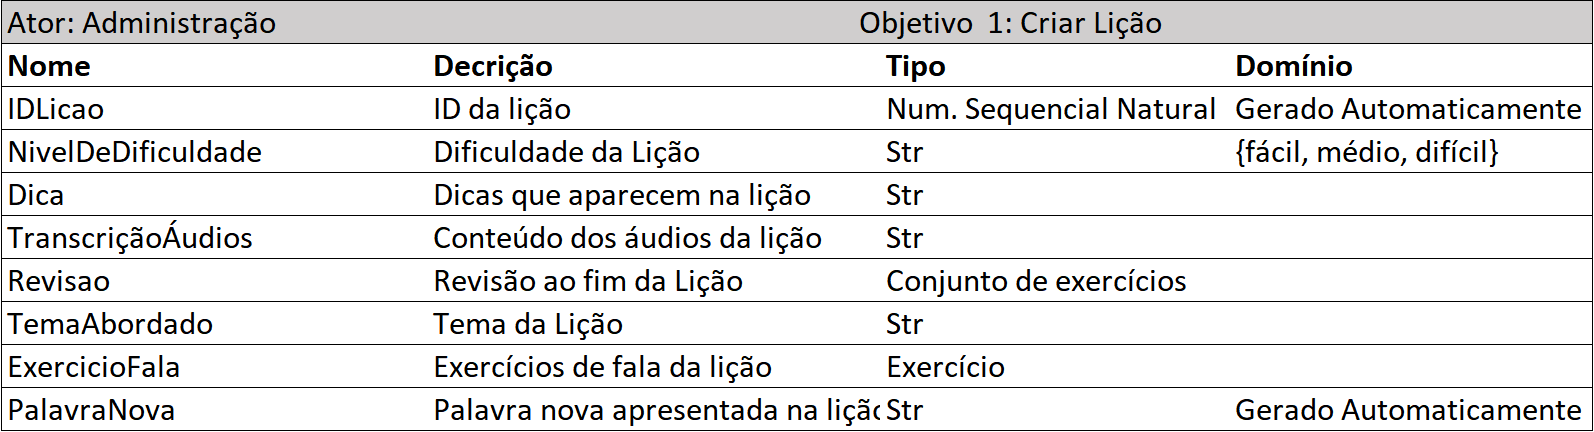 Ator: Administração Objetivo 1: Criar Lição
Nome Decrição Tipo Domínio
IDLicao ID da lição Num. Sequencial Natural Gerado Automaticamente
NivelDeDificuldade Dificuldade da Lição Str {fácil, médio, difícil}
Dica Dicas que aparecem na lição Str
TranscriçãoÁudios Conteúdo dos áudios da lição Str
Revisao Revisão ao fim da Lição Conjunto de exercícios
TemaAbordado Tema da Lição Str
ExercicioFala Exercícios de fala da lição Exercício
PalavraNova Palavra nova apresentada na lição Str Gerado Automaticamente